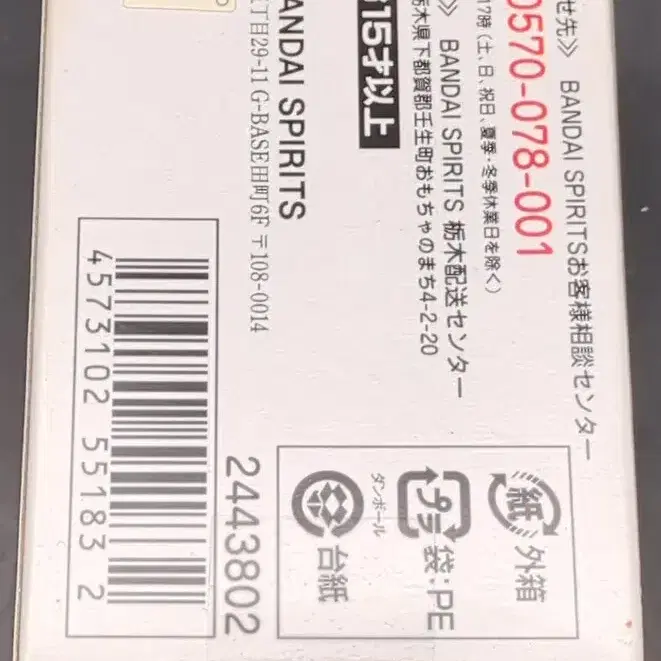 せ先》 BANDAI SPIRITSお客様相談センター
0570-078-001
17時(土、日、祝日、夏季・冬季休業日を除く)
》 BANDAI SPIRITS 栃木配送センター
栃木県下都賀郡壬生町おもちゃのまち4-2-20
15才以上
ANDAI SPIRITS
丁目29-11 G-BASE田町6F 〒108-0014
紙 外箱
プラ 袋:PE
ダンボール 台紙
2443802
4573102 55183 2